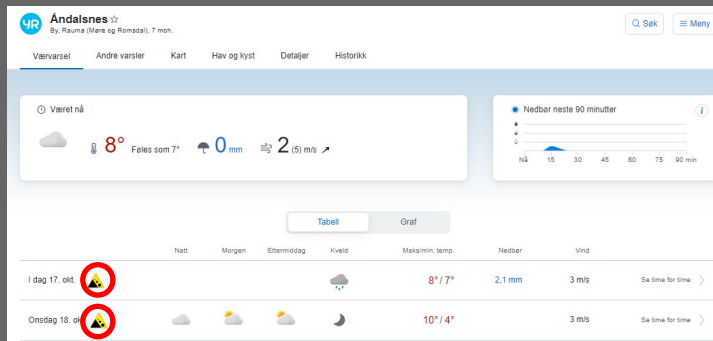 YR
Åndalsnes
By, Rauma (Møre og Romsdal), 7 moh.
Søk
Meny
Værvarsel Andre varsler Kart Hav og kyst Detaljer Historikk
Været nå
8° Føles som 7° 0 mm 2 (5) m/s
Nedbør neste 90 minutter
i
Nå 15 30 45 60 75 90 min
Tabell Graf
Natt Morgen Ettermiddag Kveld Maks/min. temp. Nedbør Vind
I dag 17. okt. 8° / 7° 2,1 mm 3 m/s Se time for time
Onsdag 18. ok 10° / 4° 3 m/s Se time for time